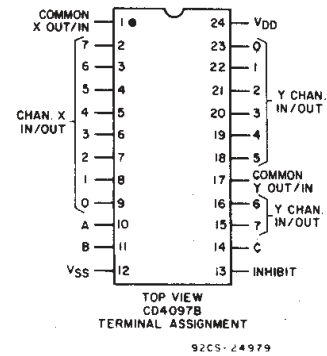 COMMON
X OUT/IN
1
24
VDD
7
2
23
0
6
3
22
1
5
4
21
2
Y CHAN.
IN/OUT
CHAN. X
IN/OUT
4
5
20
3
3
6
19
4
2
7
18
5
1
8
17
COMMON
Y OUT/IN
0
9
16
6
Y CHAN.
IN/OUT
A
10
15
7
B
11
14
C
VSS
12
13
INHIBIT
TOP VIEW
CD4097B
TERMINAL ASSIGNMENT
92CS-24979